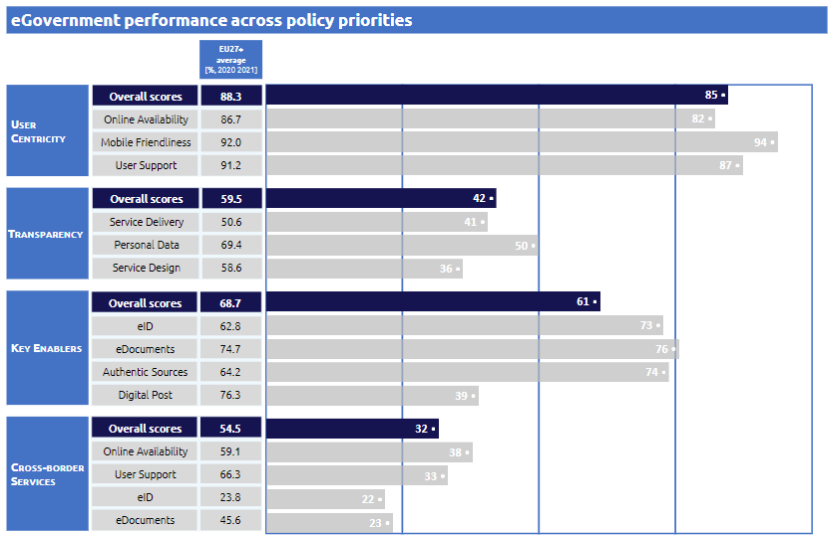 eGovernment performance across policy priorities
EU27+
average
[%, 2020 2021]
USER
CENTRICITY
Overall scores 88.3 85
Online Availability 86.7 82
Mobile Friendliness 92.0 94
User Support 91.2 87
TRANSPARENCY
Overall scores 59.5 42
Service Delivery 50.6 41
Personal Data 69.4 50
Service Design 58.6 36
KEY ENABLERS
Overall scores 68.7 61
eID 62.8 73
eDocuments 74.7 76
Authentic Sources 64.2 74
Digital Post 76.3 39
CROSS-BORDER
SERVICES
Overall scores 54.5 32
Online Availability 59.1 38
User Support 66.3 33
eID 23.8 22
eDocuments 45.6 23